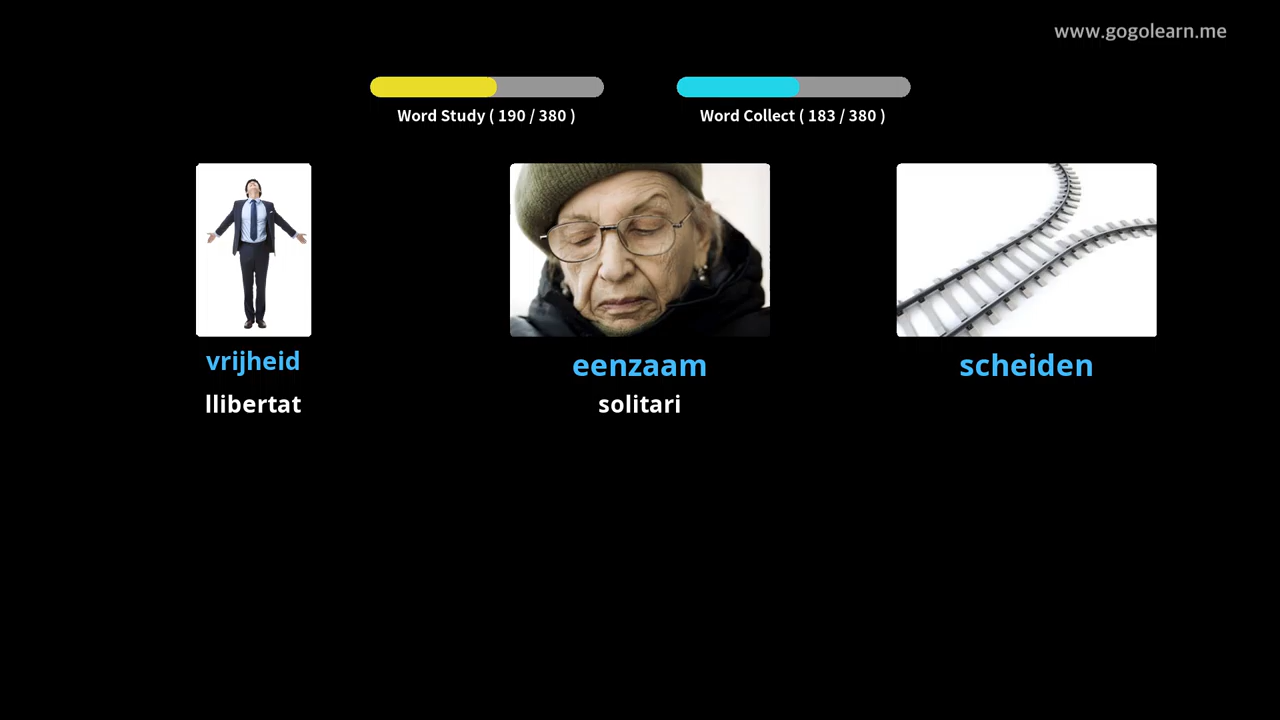 www.gogolearn.me
Word Study ( 190 / 380 )
Word Collect ( 183 / 380 )
vrijheid
llibertat
eenzaam
solitari
scheiden